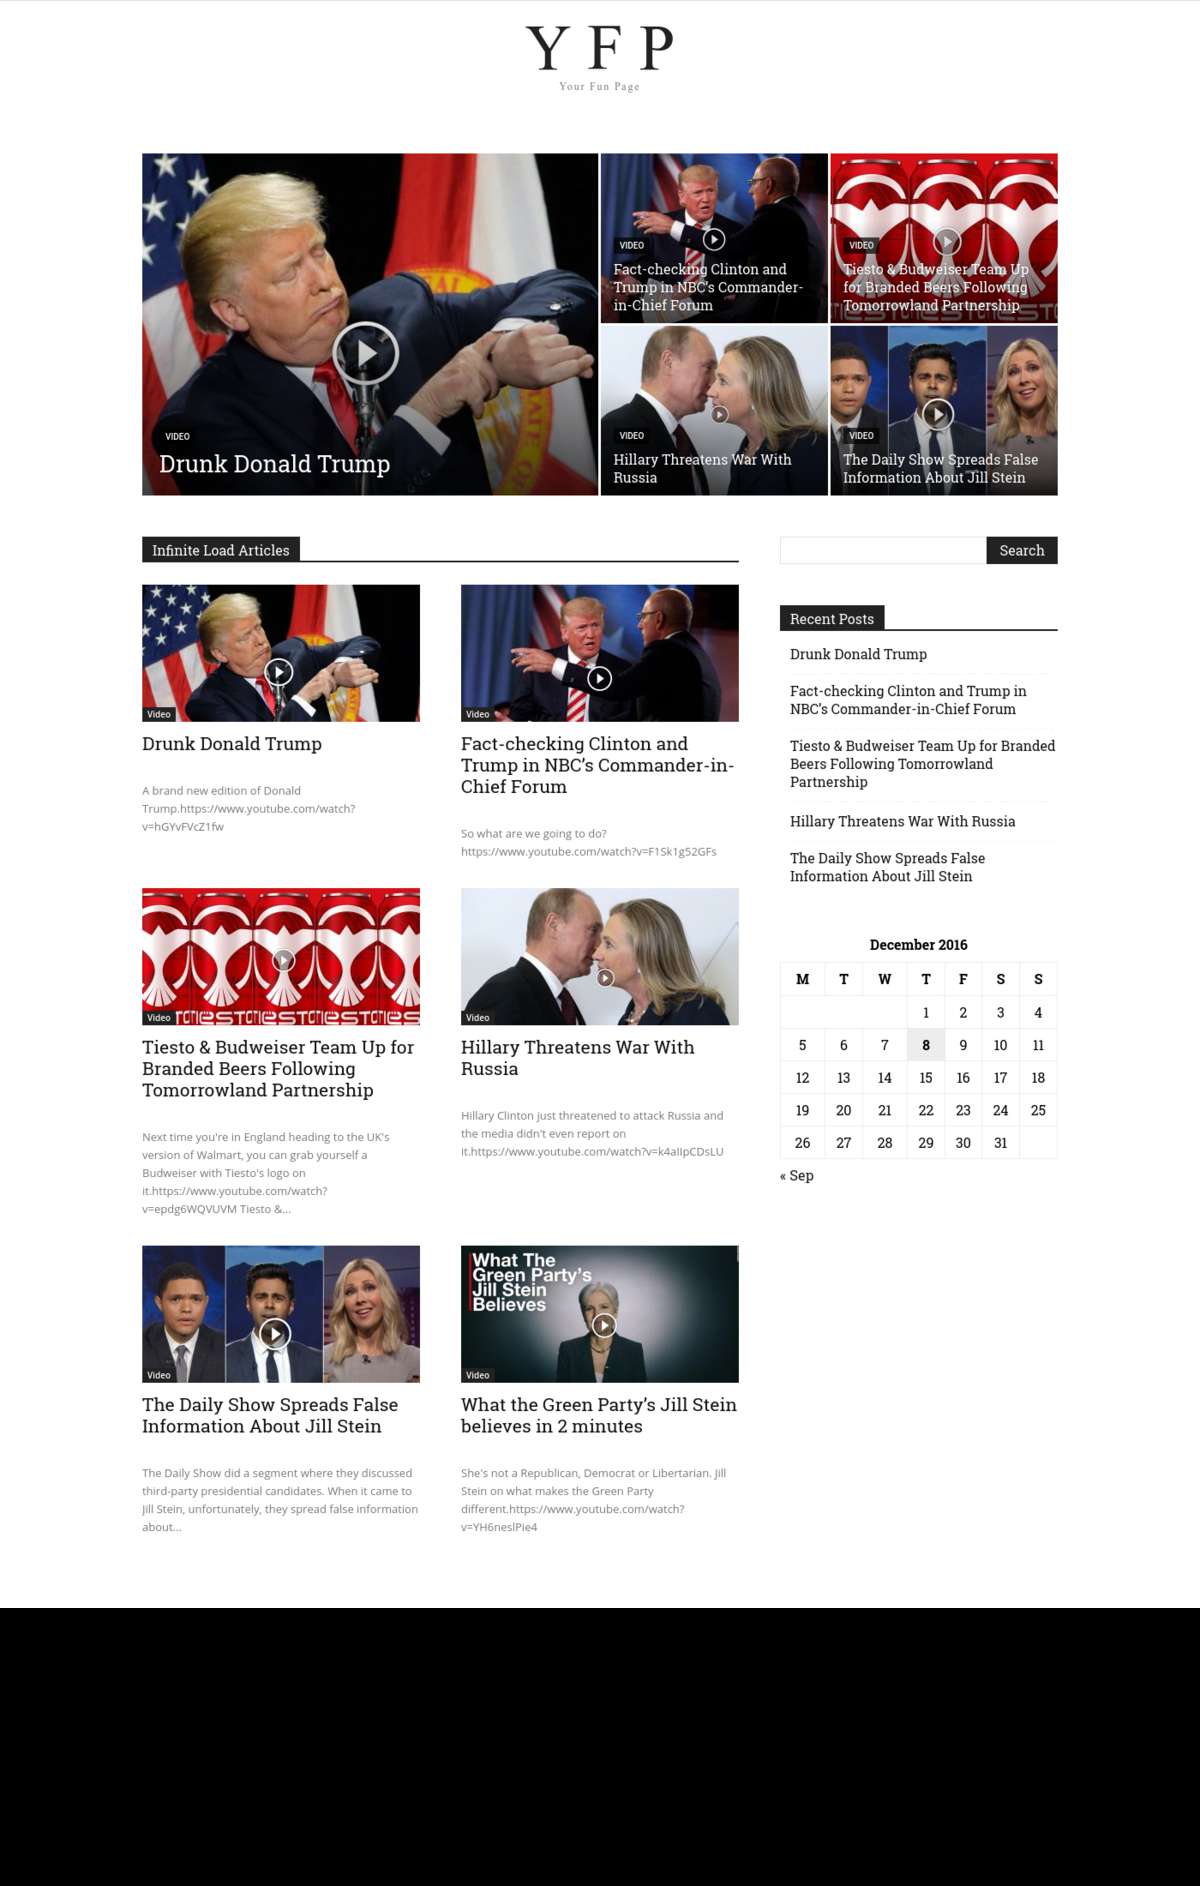 Y F P
Your Fun Page
VIDEO
Drunk Donald Trump
VIDEO
Fact-checking Clinton and
Trump in NBC’s Commander-
in-Chief Forum
VIDEO
Tiesto & Budweiser Team Up
for Branded Beers Following
Tomorrowland Partnership
VIDEO
Hillary Threatens War With
Russia
VIDEO
The Daily Show Spreads False
Information About Jill Stein
Infinite Load Articles
Video
Drunk Donald Trump
A brand new edition of Donald
Trump.https://www.youtube.com/watch?
v=hGYvFVcZ1fw
Video
Fact-checking Clinton and
Trump in NBC’s Commander-in-
Chief Forum
So what are we going to do?
https://www.youtube.com/watch?v=F1Sk1g52GFs
Video
Tiesto & Budweiser Team Up for
Branded Beers Following
Tomorrowland Partnership
Next time you're in England heading to the UK's
version of Walmart, you can grab yourself a
Budweiser with Tiesto's logo on
it.https://www.youtube.com/watch?
v=epdg6WQVUVM Tiesto &...
Video
Hillary Threatens War With
Russia
Hillary Clinton just threatened to attack Russia and
the media didn't even report on
it.https://www.youtube.com/watch?v=k4aIIpCDsLU
Video
The Daily Show Spreads False
Information About Jill Stein
The Daily Show did a segment where they discussed
third-party presidential candidates. When it came to
Jill Stein, unfortunately, they spread false information
about...
What The
Green Party's
Jill Stein
Believes
Video
What the Green Party’s Jill Stein
believes in 2 minutes
She's not a Republican, Democrat or Libertarian. Jill
Stein on what makes the Green Party
different.https://www.youtube.com/watch?
v=YH6neslPie4
Search
Recent Posts
Drunk Donald Trump
Fact-checking Clinton and Trump in
NBC’s Commander-in-Chief Forum
Tiesto & Budweiser Team Up for Branded
Beers Following Tomorrowland
Partnership
Hillary Threatens War With Russia
The Daily Show Spreads False
Information About Jill Stein
December 2016
M T W T F S S
1 2 3 4
5 6 7 8 9 10 11
12 13 14 15 16 17 18
19 20 21 22 23 24 25
26 27 28 29 30 31
« Sep